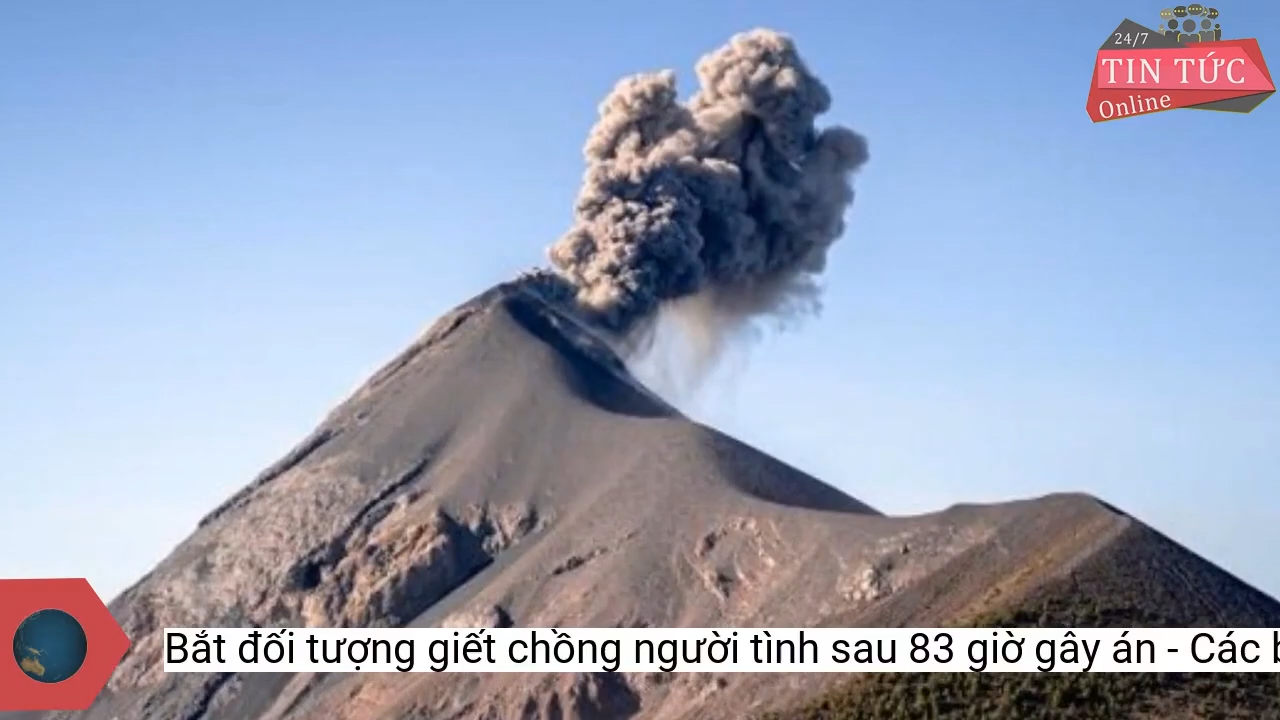 24/7
TIN TỨC
Online
Bắt đối tượng giết chồng người tình sau 83 giờ gây án - Các